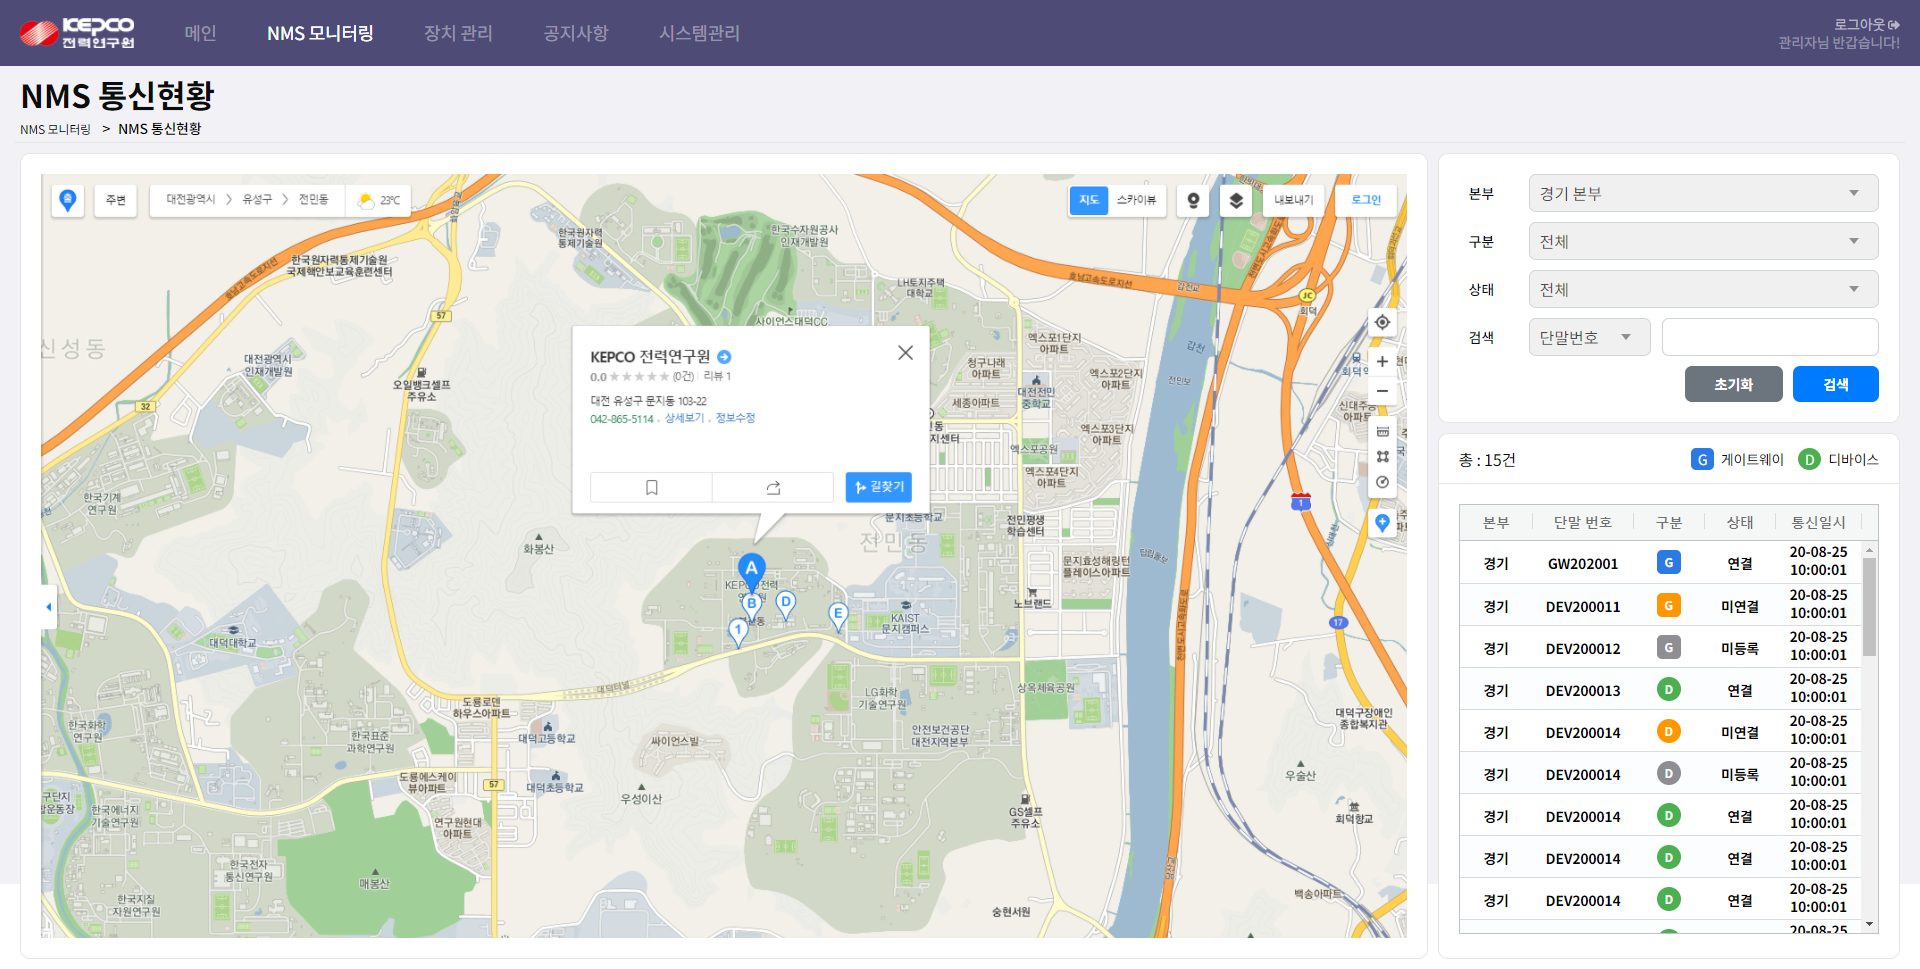 KEPCO
전력연구원
메인
NMS 모니터링
장치 관리
공지사항
시스템관리
로그아웃
관리자님 반갑습니다!
NMS 통신현황
NMS 모니터링 > NMS 통신현황
출
주변
대전광역시 > 유성구 > 전민동
23℃
지도
스카이뷰
내보내기
로그인
한국원자력
통제기술원
한국수자원공사
인재개발원
한국원자력통제기술원
국제핵안보교육훈련센터
호남고속도로지선
LH토지주택
대학교
호남고속도로지선
갑천교
JC
회덕
57
사이언스대덕CC
신성동
대전광역시
인재개발원
오일뱅크셀프
주유소
32
KEPCO 전력연구원
0.0 ★★★★★ (0건) 리뷰 1
대전 유성구 문지동 103-22
042-865-5114 . 상세보기 . 정보수정
길찾기
엑스포1단지
아파트
청구나래
아파트
엑스포2단지
아파트
대전전민
중학교
세종아파트
엑스포3단지
아파트
엑스포공원
엑스포4단지
아파트
갑천
전민보
한국기계
연구원
화봉산
문지초등학교
전민동
전민평생
학습센터
문지효성해링턴
플레이스아파트
노브랜드
1
17
A
B
D
E
1
KAIST
문지캠퍼스
대덕대학교
대덕터널
도룡로덴
하우스아파트
LG화학
기술연구원
상옥체육공원
안전보건공단
대전지역본부
대덕구장애인
종합복지관
한국화학
연구원
한국표준
과학연구원
대덕고등학교
싸이언스빌
도룡에스케이
뷰아파트
57
대덕초등학교
우성이산
우술산
한국에너지
기술연구원
연구원현대
아파트
GS셀프
주유소
회덕향교
한국전자
통신연구원
매봉산
한국지질
자원연구원
숭현서원
백송아파트
본부
경기 본부
구분
전체
상태
전체
검색
단말번호
초기화
검색
총 : 15건
G 게이트웨이
D 디바이스
본부 단말 번호 구분 상태 통신일시
경기 GW202001 G 연결 20-08-25 10:00:01
경기 DEV200011 G 미연결 20-08-25 10:00:01
경기 DEV200012 G 미등록 20-08-25 10:00:01
경기 DEV200013 D 연결 20-08-25 10:00:01
경기 DEV200014 D 미연결 20-08-25 10:00:01
경기 DEV200014 D 미등록 20-08-25 10:00:01
경기 DEV200014 D 연결 20-08-25 10:00:01
경기 DEV200014 D 연결 20-08-25 10:00:01
경기 DEV200014 D 연결 20-08-25 10:00:01
20-08-25